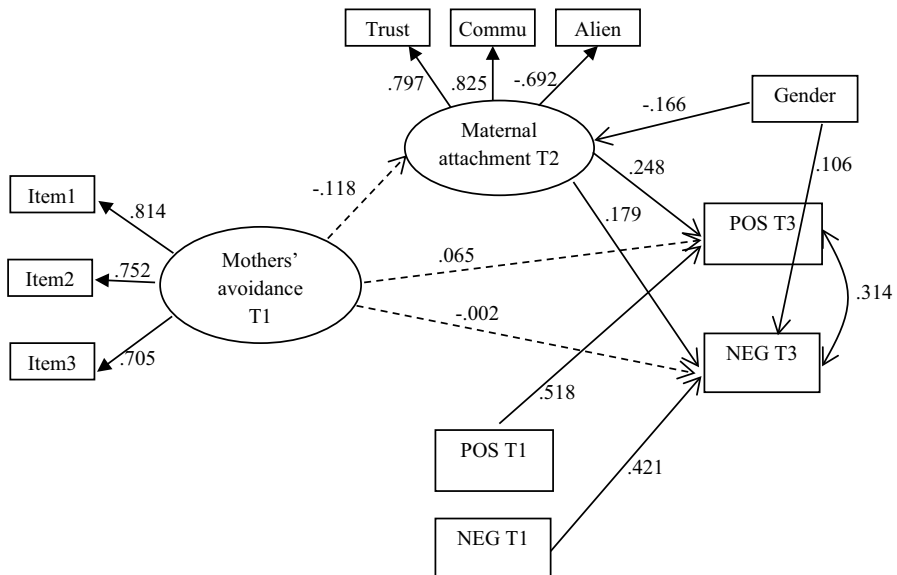 Trust
Commu
Alien
.797
.825
-.692
Gender
-.166
Maternal
attachment T2
.106
.248
-.118
Item1
.814
.179
POS T3
Mothers’
avoidance
T1
.065
Item2
.752
.314
-.002
NEG T3
Item3
.705
.518
POS T1
.421
NEG T1